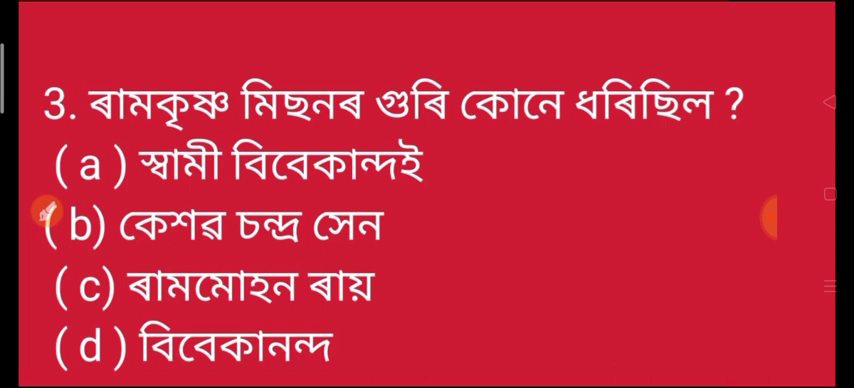 3. ৰামকৃষ্ণ মিছনৰ গুৰি কোনে ধৰিছিল ?
( a ) স্বামী বিবেকান্দই
( b) কেশৱ চন্দ্ৰ সেন
( c) ৰামমোহন ৰায়
( d ) বিবেকানন্দ